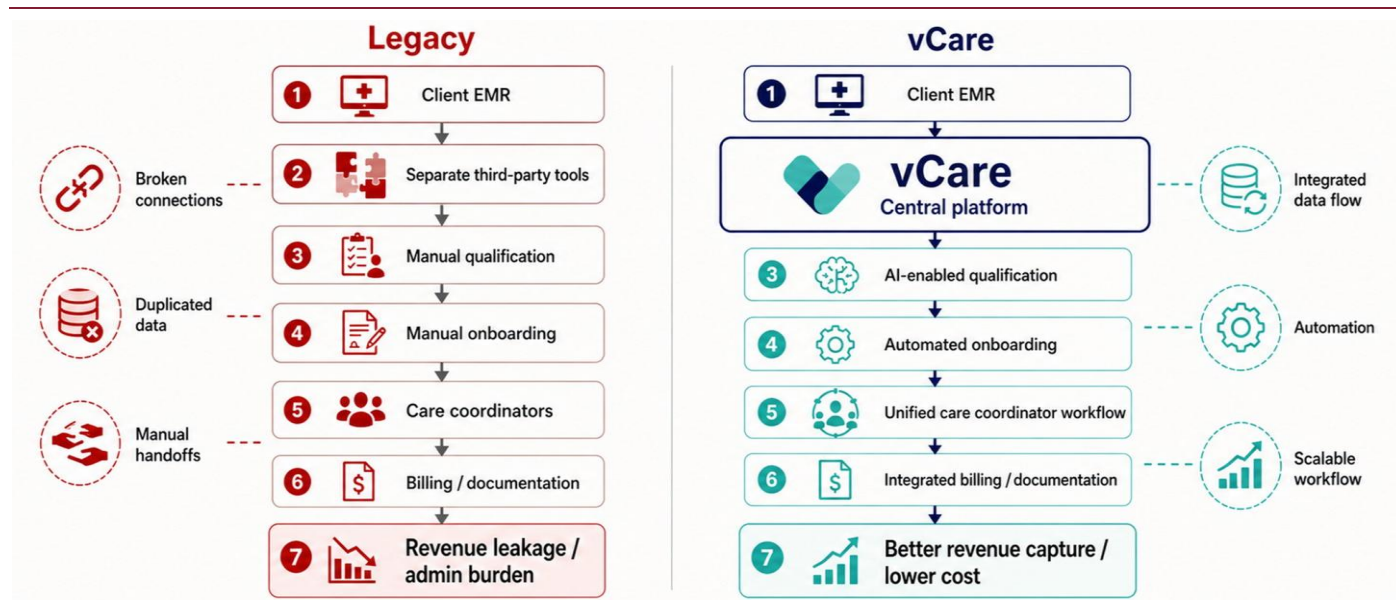 Legacy
1
Client EMR
2
Separate third-party tools
3
Manual qualification
4
Manual onboarding
5
Care coordinators
6
$
Billing / documentation
7
Revenue leakage /
admin burden
Broken
connections
Duplicated
data
Manual
handoffs
vCare
1
Client EMR
vCare
Central platform
3
AI-enabled qualification
4
Automated onboarding
5
Unified care coordinator workflow
6
$
Integrated billing / documentation
7
Better revenue capture /
lower cost
Integrated
data flow
Automation
Scalable
workflow